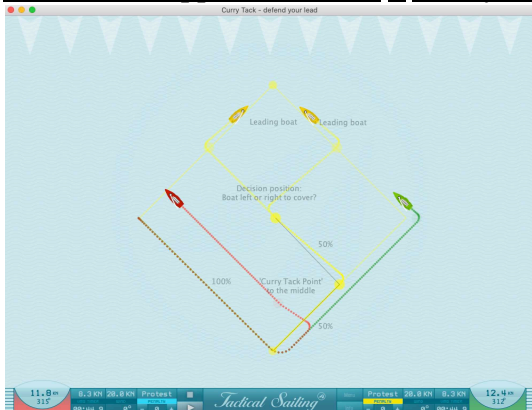 Curry Tack - defend your lead
Leading boat
Leading boat
Decision position:
Boat left or right to cover?
50%
100%
'Curry Tack Point'
to the middle
50%
11.8 KN
315°
8.3 KN 20.0 KN Protest
Tactical Sailing
Protest 20.0 KN 8.3 KN
12.4 KN
312°